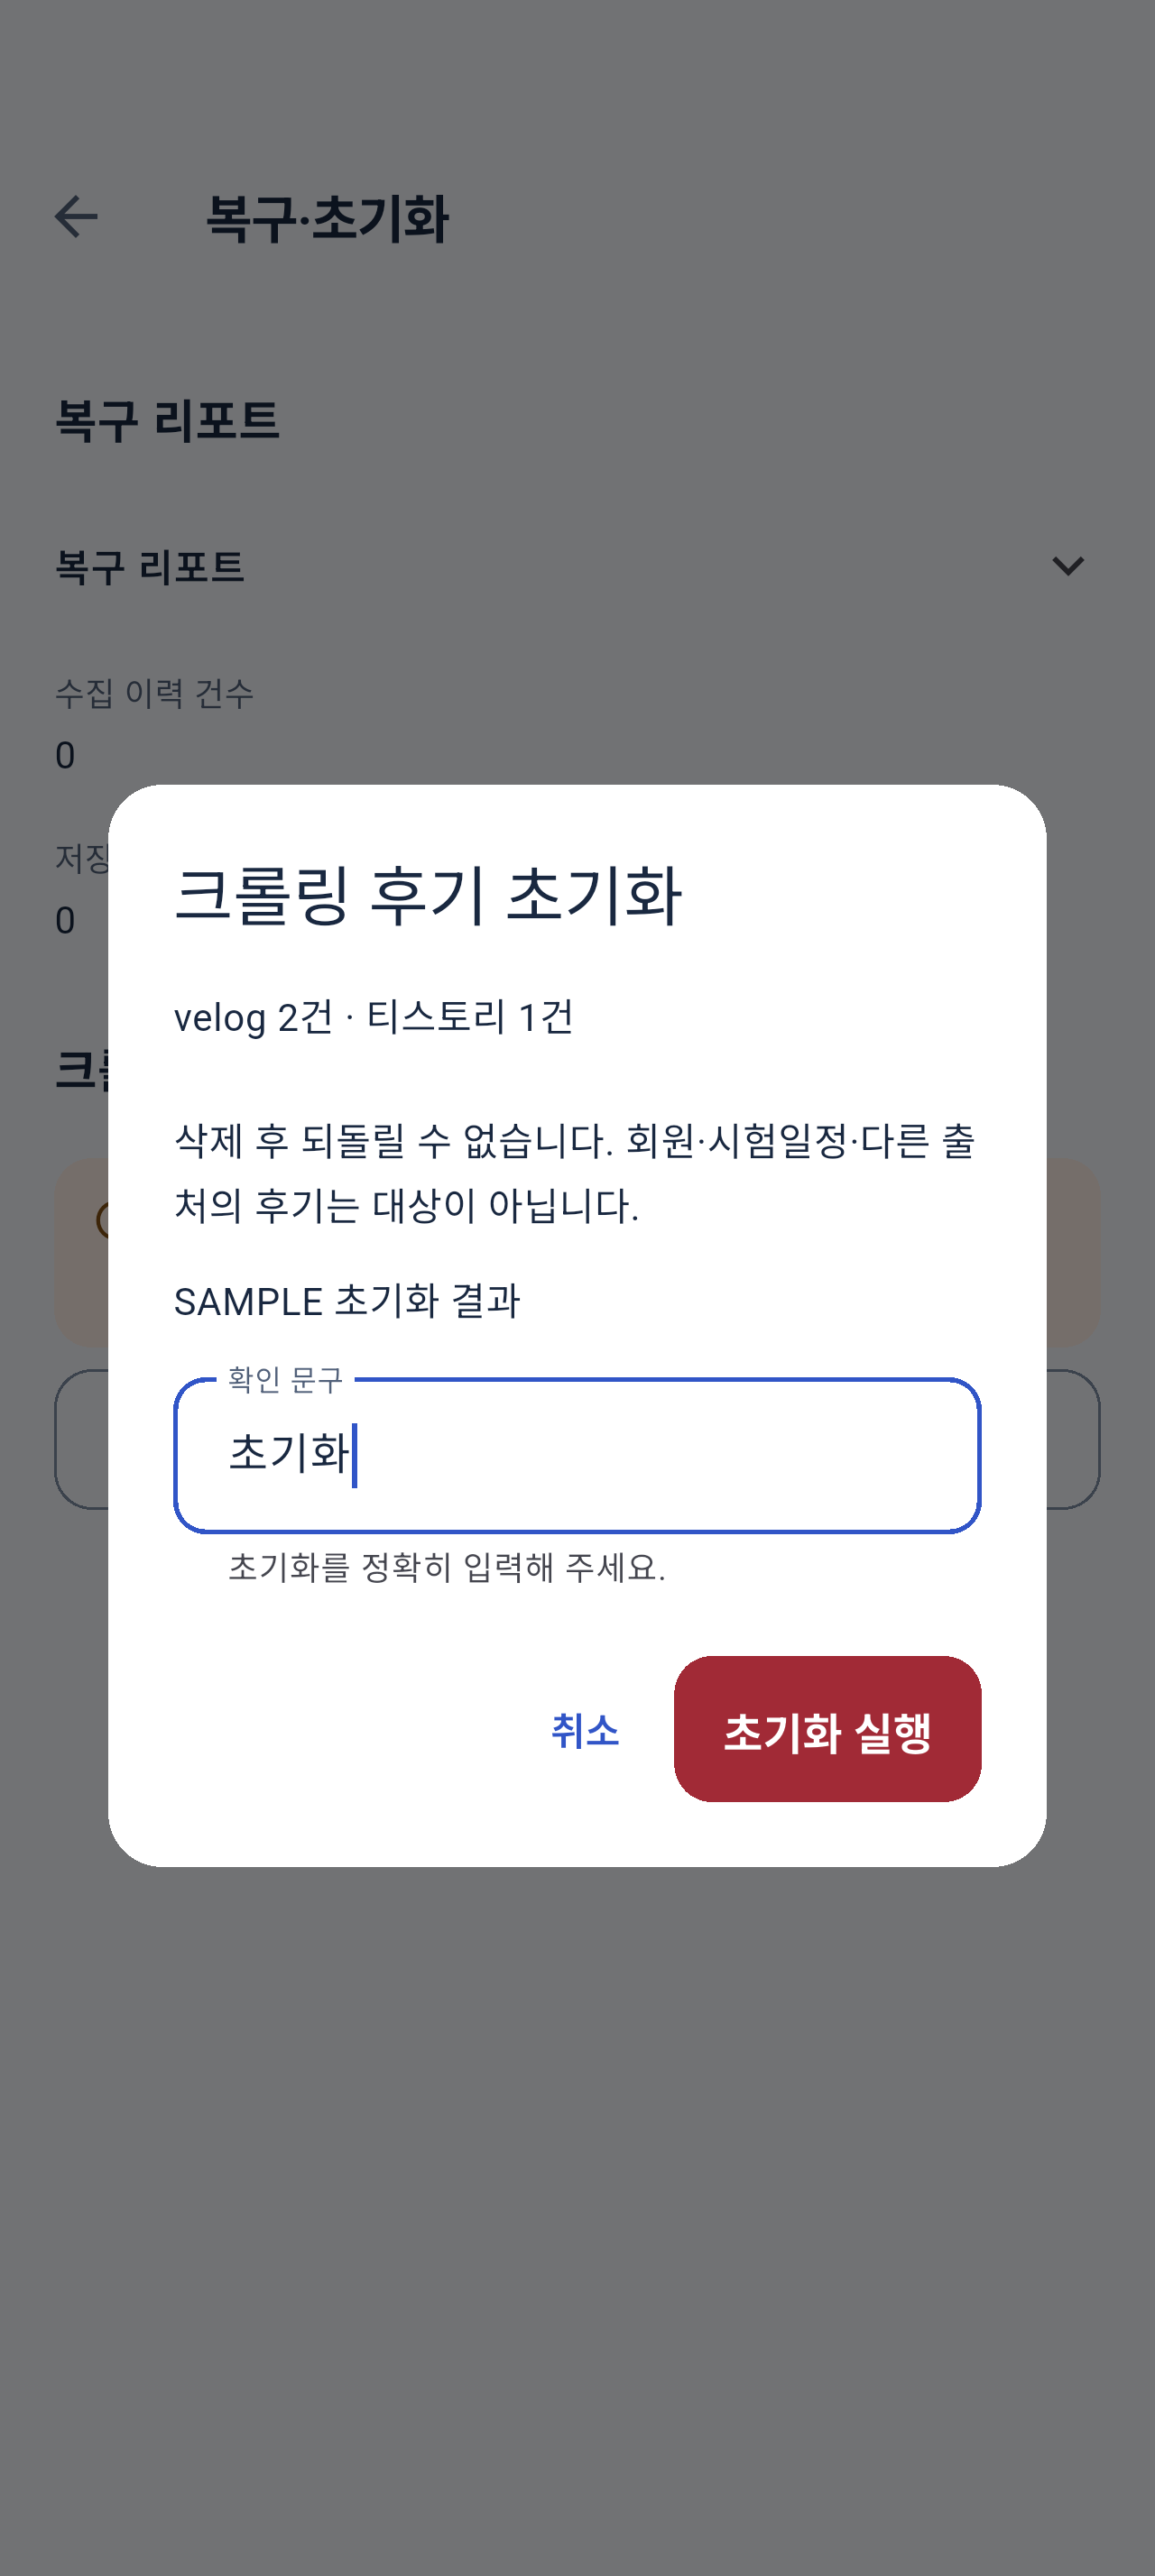 복구·초기화
복구 리포트
복구 리포트
수집 이력 건수
0
0
크롤링 후기 초기화
velog 2건 · 티스토리 1건
삭제 후 되돌릴 수 없습니다. 회원·시험일정·다른 출
처의 후기는 대상이 아닙니다.
SAMPLE 초기화 결과
확인 문구
초기화
초기화를 정확히 입력해 주세요.
취소
초기화 실행